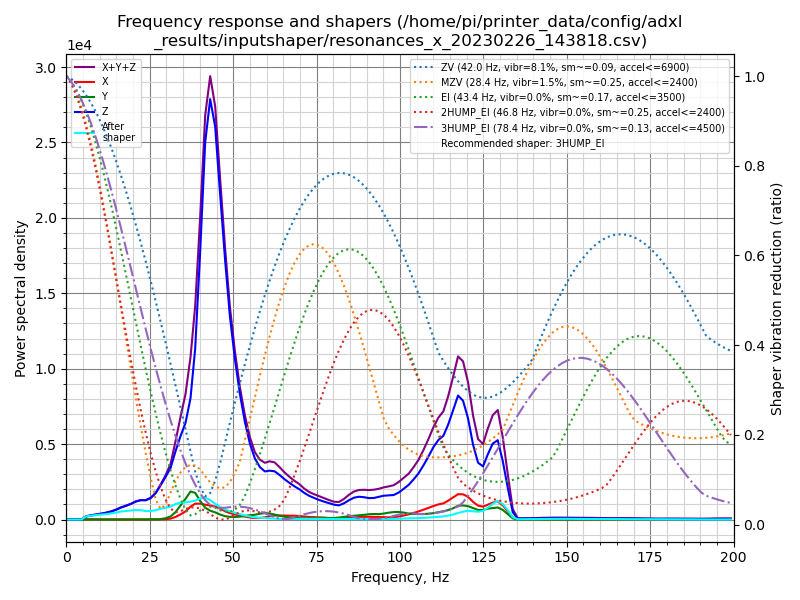 Frequency response and shapers (/home/pi/printer_data/config/adxl
_results/inputshaper/resonances_x_20230226_143818.csv)
1e4
X+Y+Z
X
Y
Z
After
shaper
ZV (42.0 Hz, vibr=8.1%, sm~=0.09, accel<=6900)
MZV (28.4 Hz, vibr=1.5%, sm~=0.25, accel<=2400)
EI (43.4 Hz, vibr=0.0%, sm~=0.17, accel<=3500)
2HUMP_EI (46.8 Hz, vibr=0.0%, sm~=0.25, accel<=2400)
3HUMP_EI (78.4 Hz, vibr=0.0%, sm~=0.13, accel<=4500)
Recommended shaper: 3HUMP_EI
Power spectral density
3.0
2.5
2.0
1.5
1.0
0.5
0.0
1.0
0.8
0.6
0.4
0.2
0.0
Shaper vibration reduction (ratio)
0 25 50 75 100 125 150 175 200
Frequency, Hz